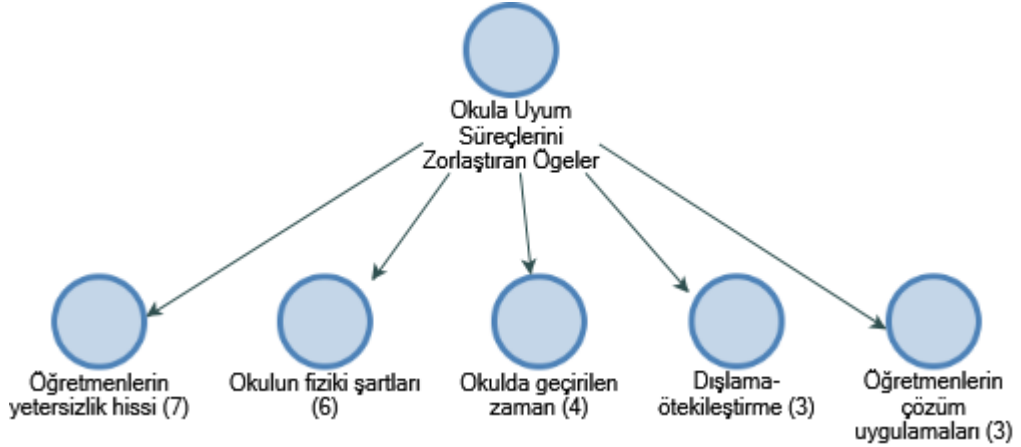 Okula Uyum
Süreçlerini
Zorlaştıran Ögeler
Öğretmenlerin
yetersizlik hissi (7)
Okulun fiziki şartları
(6)
Okulda geçirilen
zaman (4)
Dışlama-
ötekileştirme (3)
Öğretmenlerin
çözüm
uygulamaları (3)